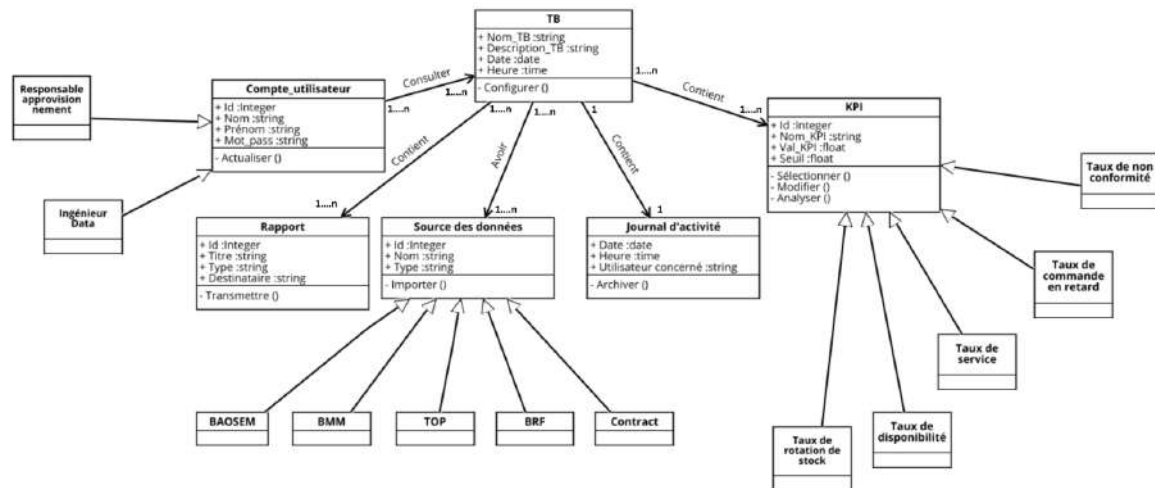 TB
+ Nom_TB :string
+ Description_TB :string
+ Date :date
+ Heure :time
- Configurer ()
Responsable
approvision
nement
Compte_utilisateur
+ Id :Integer
+ Nom :string
+ Prénom :string
+ Mot_pass :string
- Actualiser ()
Consulter
1....n
1....n
1....n
1....n
1
1....n
Contient
1....n
KPI
+ Id :Integer
+ Nom_KPI :string
+ Val_KPI :float
+ Seuil :float
- Sélectionner ()
- Modifier ()
- Analyser ()
Contient
Avoir
Contient
Taux de non
conformité
Ingénieur
Data
1....n
1....n
1
Rapport
+ Id :Integer
+ Titre :string
+ Type :string
+ Destinataire :string
- Transmettre ()
Source des données
+ Id :Integer
+ Nom :string
+ Type :string
- Importer ()
Journal d'activité
+ Date :date
+ Heure :time
+ Utilisateur concerné :string
- Archiver ()
Taux de
commande
en retard
Taux de
service
BAOSEM
BMM
TOP
BRF
Contract
Taux de
disponibilité
Taux de
rotation de
stock